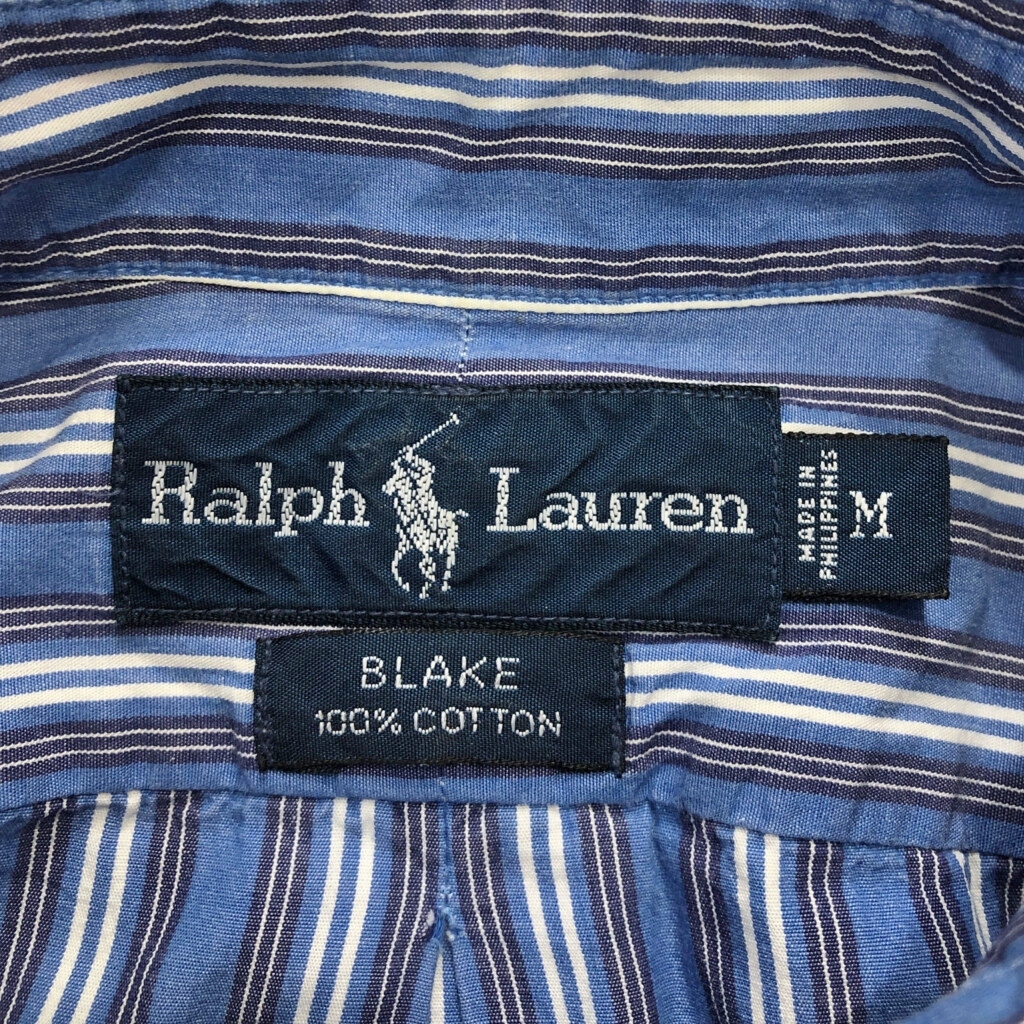 Ralph Lauren
MADE IN
PHILIPPINES
M
BLAKE
100% COTTON